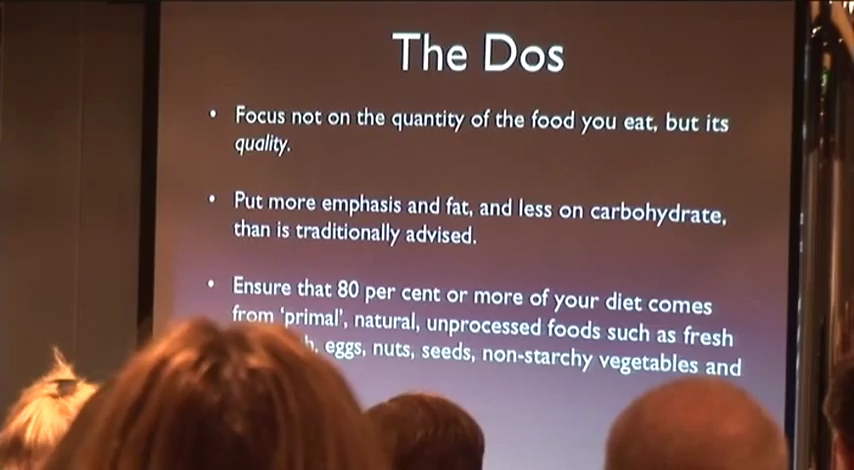 The Dos
• Focus not on the quantity of the food you eat, but its
quality.
• Put more emphasis and fat, and less on carbohydrate,
than is traditionally advised.
• Ensure that 80 per cent or more of your diet comes
from 'primal', natural, unprocessed foods such as fresh
eggs, nuts, seeds, non-starchy vegetables and